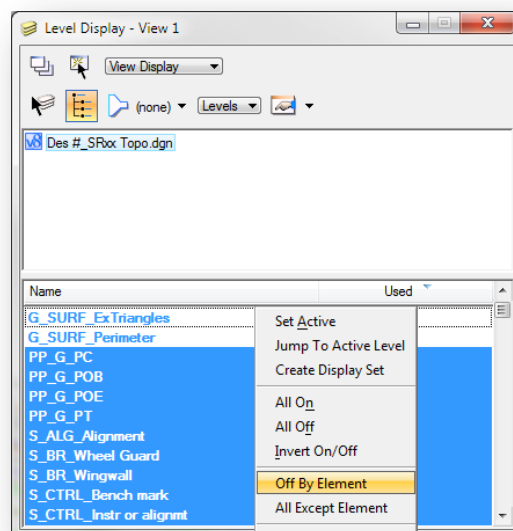 Level Display - View 1
View Display
(none) Levels
Des #_SRxx Topo.dgn
Name Used
G_SURF_ExTriangles
G_SURF_Perimeter
PP_G_PC
PP_G_POB
PP_G_POE
PP_G_PT
S_ALG_Alignment
S_BR_Wheel Guard
S_BR_Wingwall
S_CTRL_Bench mark
S_CTRL_Instr or alignmt
Set Active
Jump To Active Level
Create Display Set
All On
All Off
Invert On/Off
Off By Element
All Except Element